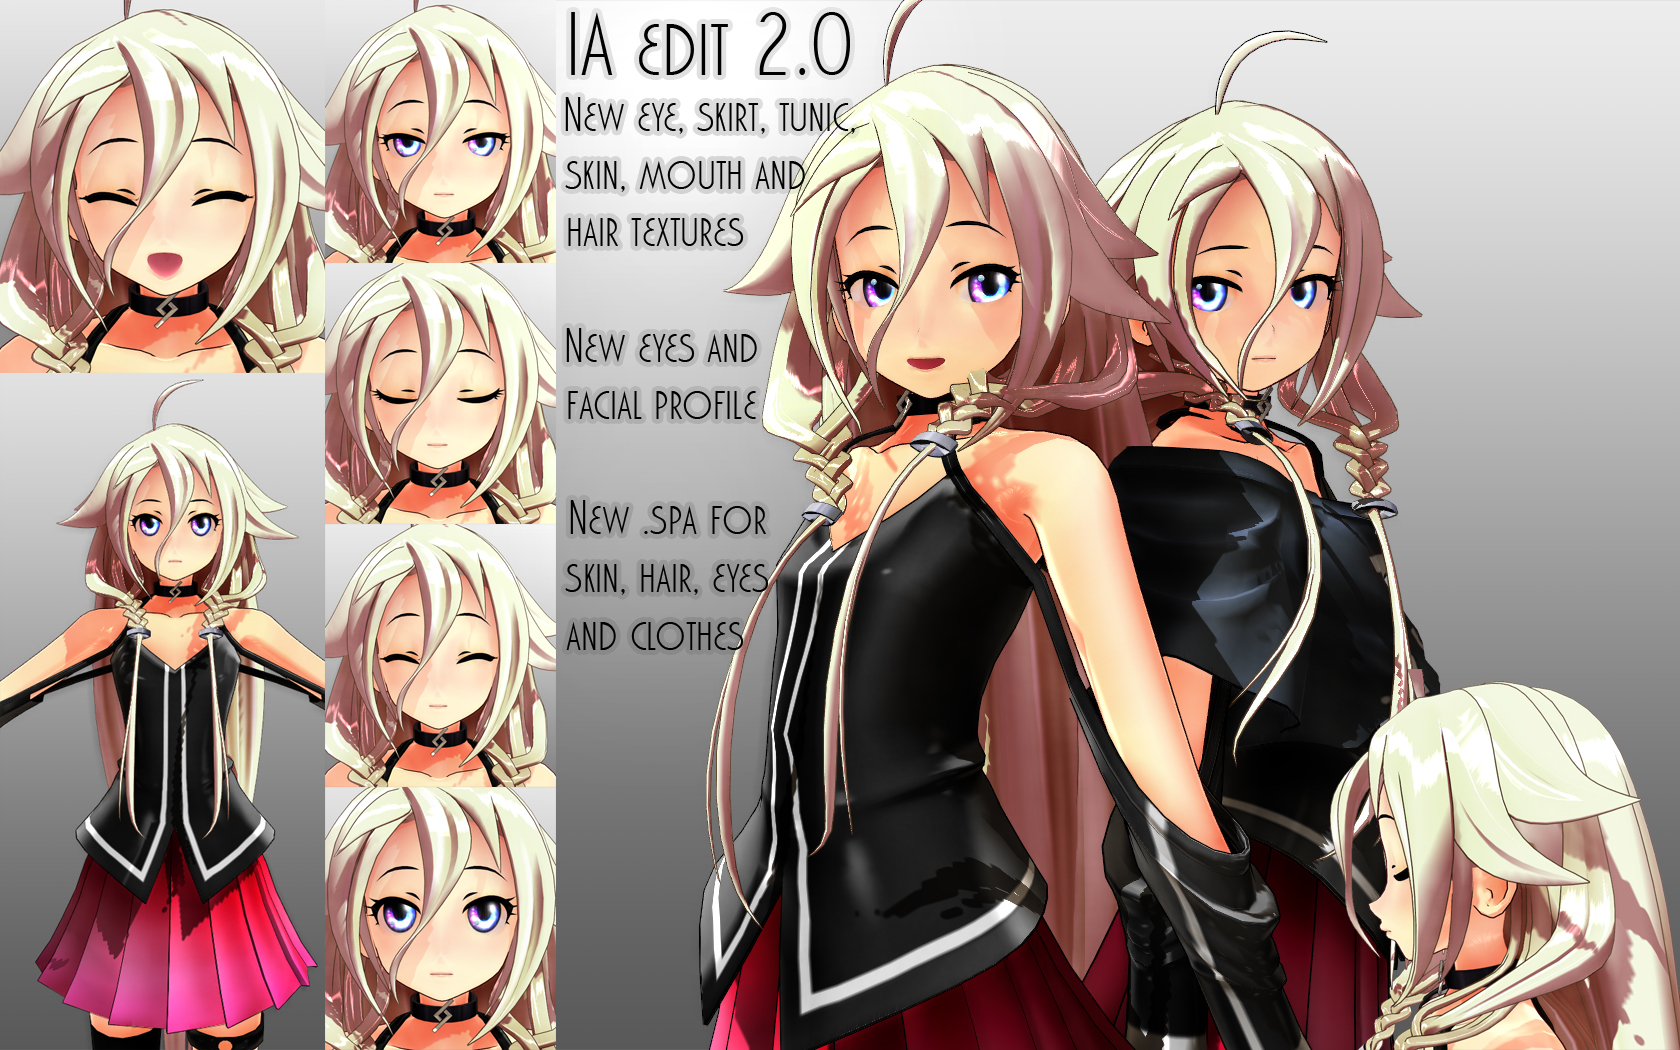 IA edit 2.0
New eye, skirt, tunic,
skin, mouth and
hair textures
New eyes and
facial profile
New .spa for
skin, hair, eyes
and clothes